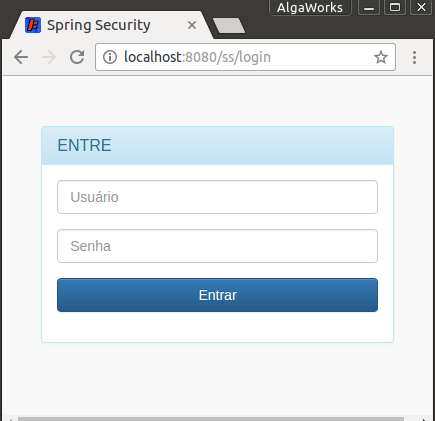 AlgaWorks
Spring Security
localhost:8080/ss/login
ENTRE
Usuário
Senha
Entrar